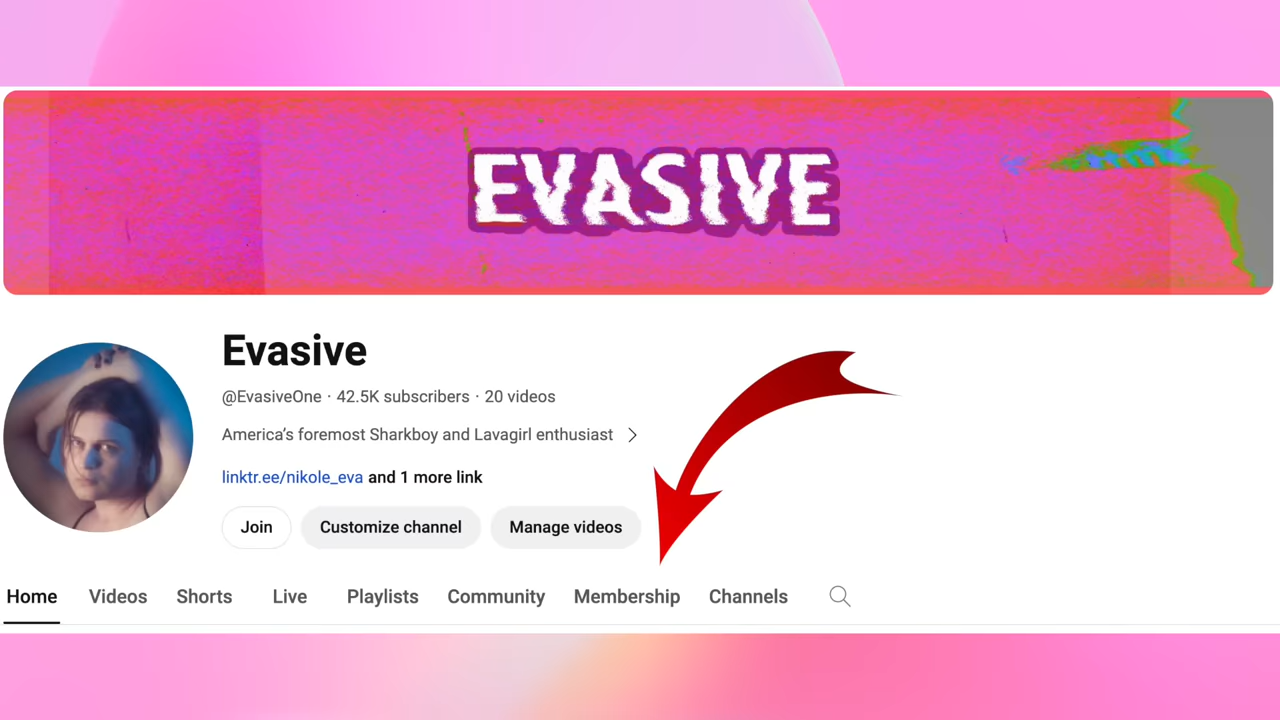 EVASIVE
Evasive
@EvasiveOne · 42.5K subscribers · 20 videos
America’s foremost Sharkboy and Lavagirl enthusiast
linktr.ee/nikole_eva and 1 more link
Join Customize channel Manage videos
Home Videos Shorts Live Playlists Community Membership Channels